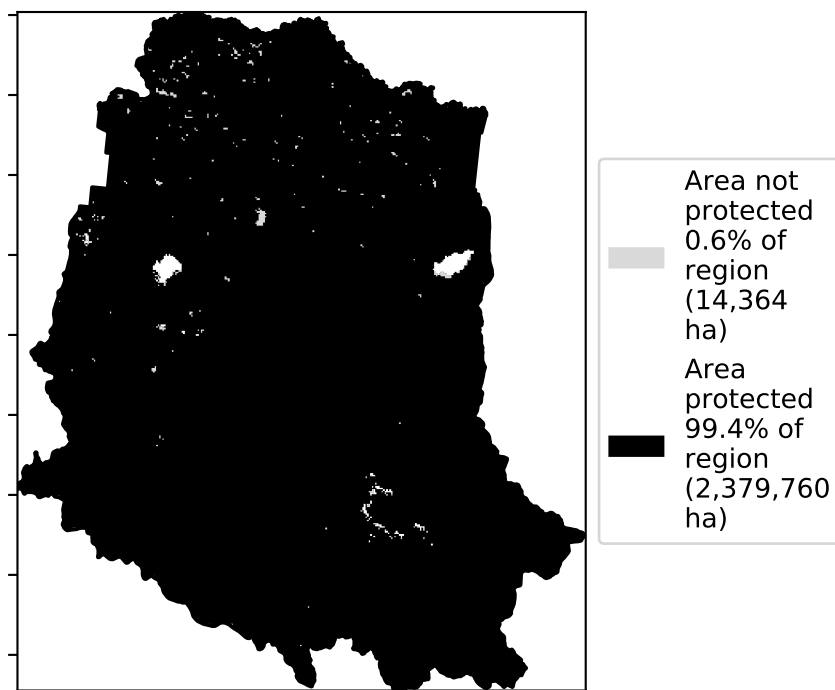 Area not
protected
0.6% of
region
(14,364
ha)
Area
protected
99.4% of
region
(2,379,760
ha)